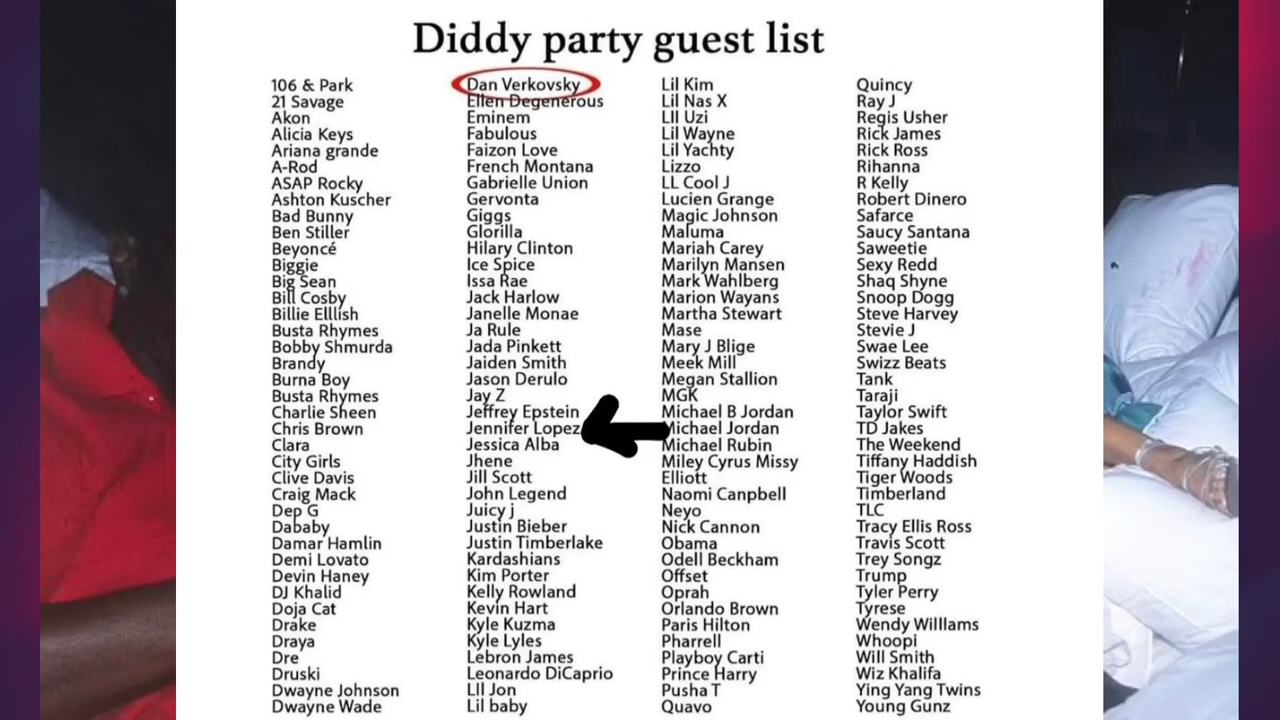 Diddy party guest list
106 & Park
21 Savage
Akon
Alicia Keys
Ariana grande
A-Rod
ASAP Rocky
Ashton Kuscher
Bad Bunny
Ben Stiller
Beyoncé
Biggie
Big Sean
Bill Cosby
Billie Elllish
Busta Rhymes
Bobby Shmurda
Brandy
Burna Boy
Busta Rhymes
Charlie Sheen
Chris Brown
Clara
City Girls
Clive Davis
Craig Mack
Dep G
Dababy
Damar Hamlin
Demi Lovato
Devin Haney
DJ Khalid
Doja Cat
Drake
Draya
Dre
Druski
Dwayne Johnson
Dwayne Wade
Dan Verkovsky
Ellen Degenerous
Eminem
Fabulous
Faizon Love
French Montana
Gabrielle Union
Gervonta
Giggs
Glorilla
Hilary Clinton
Ice Spice
Issa Rae
Jack Harlow
Janelle Monae
Ja Rule
Jada Pinkett
Jaiden Smith
Jason Derulo
Jay Z
Jeffrey Epstein
Jennifer Lopez
Jessica Alba
Jhene
Jill Scott
John Legend
Juicy j
Justin Bieber
Justin Timberlake
Kardashians
Kim Porter
Kelly Rowland
Kevin Hart
Kyle Kuzma
Kyle Lyles
Lebron James
Leonardo DiCaprio
LIl Jon
Lil baby
Lil Kim
Lil Nas X
LIl Uzi
Lil Wayne
Lil Yachty
Lizzo
LL Cool J
Lucien Grange
Magic Johnson
Maluma
Mariah Carey
Marilyn Mansen
Mark Wahlberg
Marion Wayans
Martha Stewart
Mase
Mary J Blige
Meek Mill
Megan Stallion
MGK
Michael B Jordan
Michael Jordan
Michael Rubin
Miley Cyrus Missy
Elliott
Naomi Canpbell
Neyo
Nick Cannon
Obama
Odell Beckham
Offset
Oprah
Orlando Brown
Paris Hilton
Pharrell
Playboy Carti
Prince Harry
Pusha T
Quavo
Quincy
Ray J
Regis Usher
Rick James
Rick Ross
Rihanna
R Kelly
Robert Dinero
Safarce
Saucy Santana
Saweetie
Sexy Redd
Shaq Shyne
Snoop Dogg
Steve Harvey
Stevie J
Swae Lee
Swizz Beats
Tank
Taraji
Taylor Swift
TD Jakes
The Weekend
Tiffany Haddish
Tiger Woods
Timberland
TLC
Tracy Ellis Ross
Travis Scott
Trey Songz
Trump
Tyler Perry
Tyrese
Wendy Willlams
Whoopi
Will Smith
Wiz Khalifa
Ying Yang Twins
Young Gunz